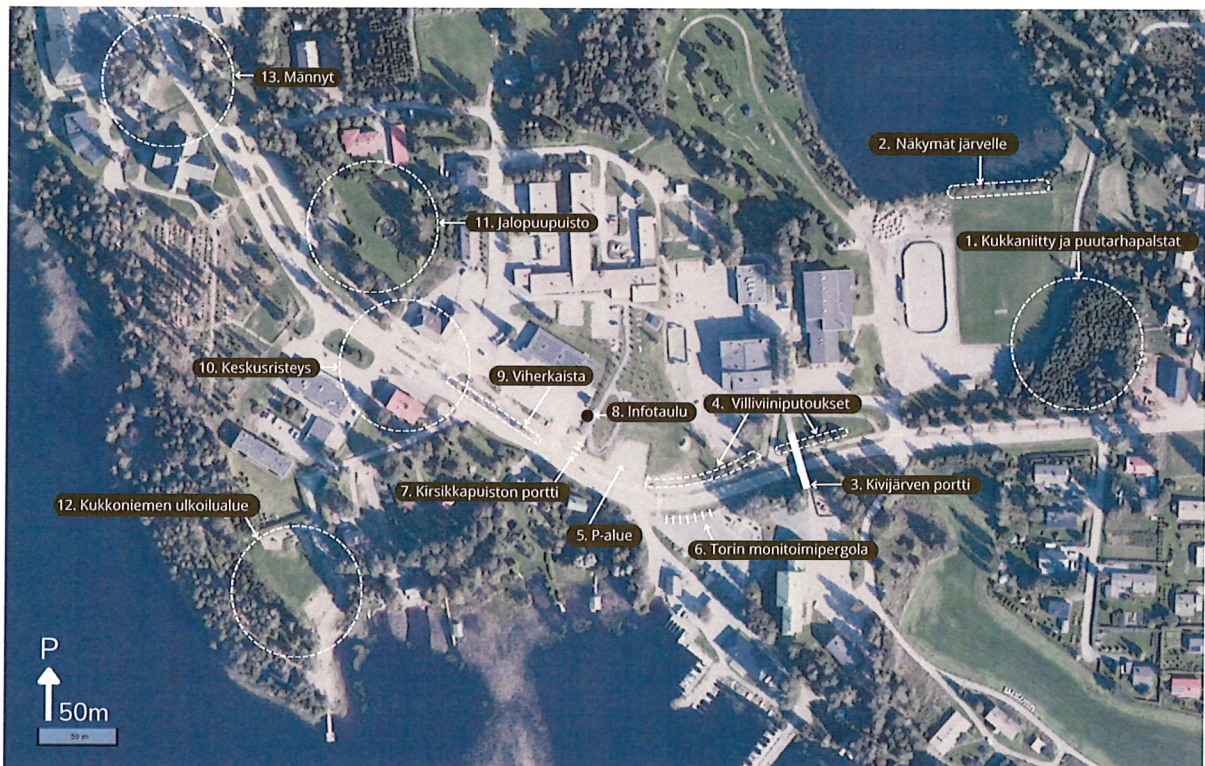 13. Männyt
2. Näkymät järvelle
11. Jalopuupuisto
1. Kukkaniitty ja puutarhapalstat
10. Keskusristeys
9. Viherkaista
4. Villiviiniputoukset
8. Infotaulu
7. Kirsikkapuiston portti
3. Kivijärven portti
12. Kukkoniemen ulkoilualue
5. P-alue
6. Torin monitoimipergola
P
50m
50 m